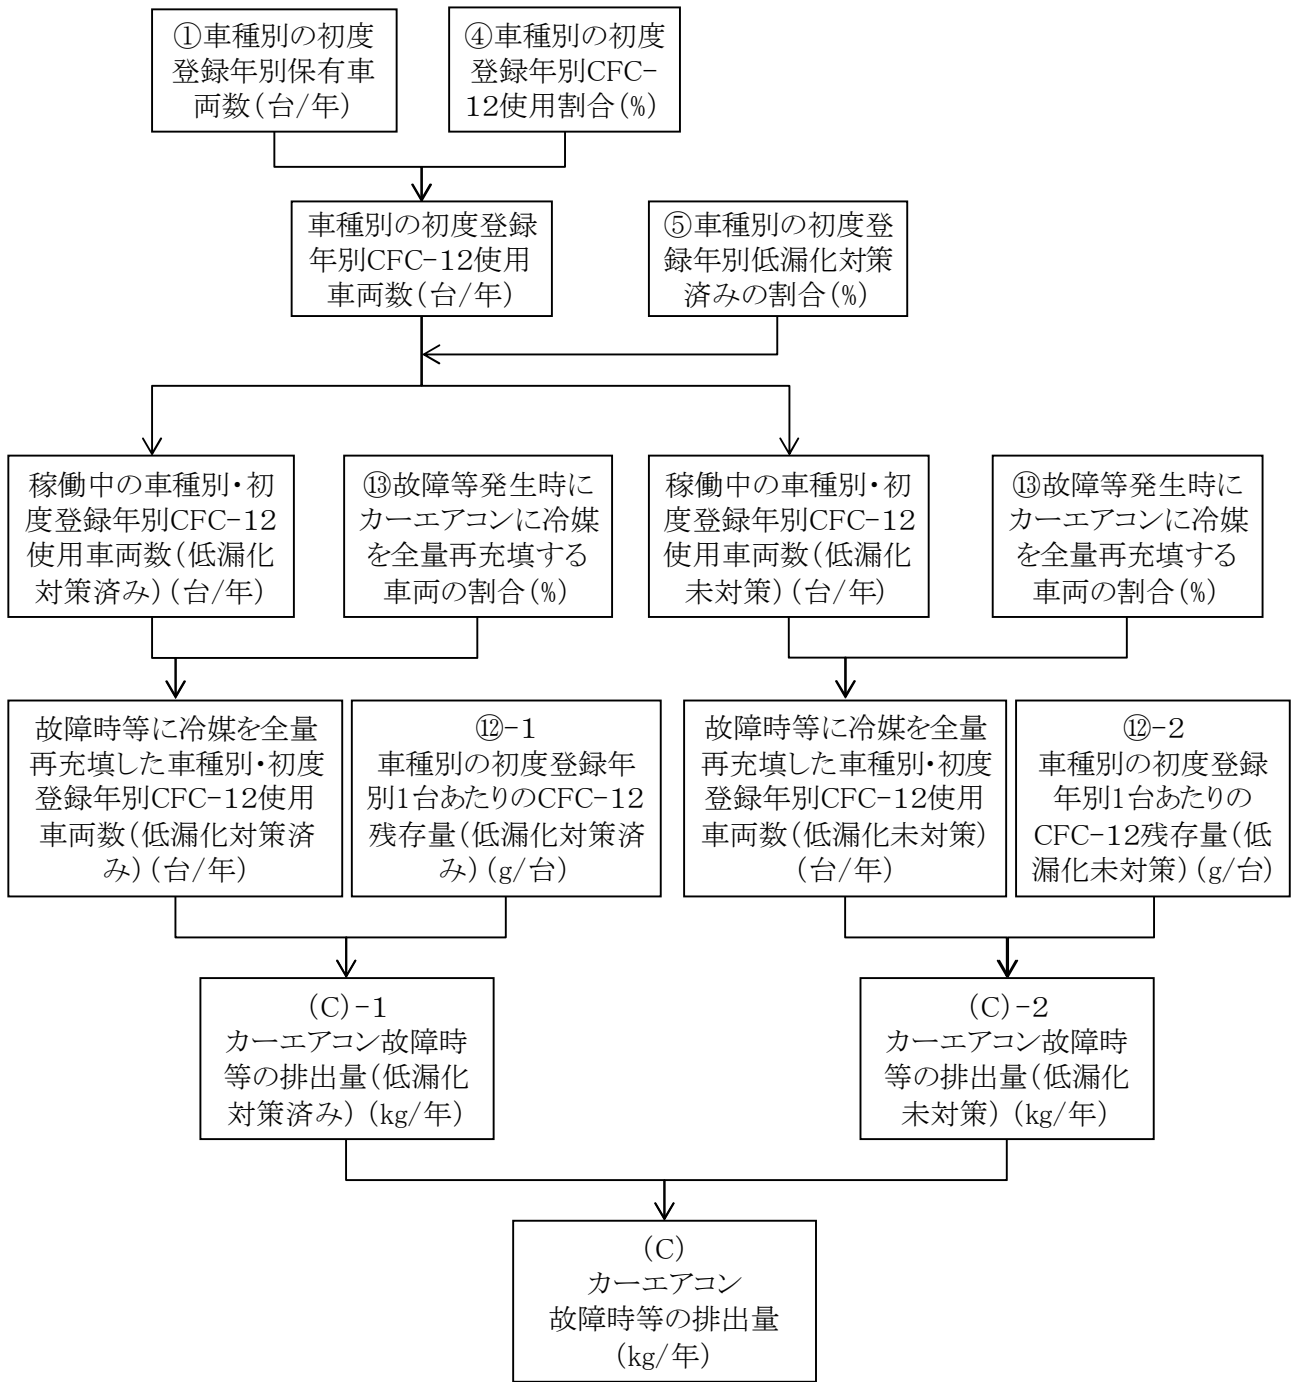 ①車種別の初度
登録年別保有車
両数(台/年)
④車種別の初度
登録年別CFC-
12使用割合(%)
車種別の初度登録
年別CFC-12使用
車両数(台/年)
⑤車種別の初度登
録年別低漏化対策
済みの割合(%)
稼働中の車種別・初
度登録年別CFC-12
使用車両数(低漏化
対策済み)(台/年)
⑬故障等発生時に
カーエアコンに冷媒
を全量再充填する
車両の割合(%)
稼働中の車種別・初
度登録年別CFC-12
使用車両数(低漏化
未対策)(台/年)
⑬故障等発生時に
カーエアコンに冷媒
を全量再充填する
車両の割合(%)
故障時等に冷媒を全量
再充填した車種別・初度
登録年別CFC-12使用
車両数(低漏化対策済
み)(台/年)
⑫-1
車種別の初度登録年
別1台あたりのCFC-12
残存量(低漏化対策済
み)(g/台)
故障時等に冷媒を全量
再充填した車種別・初度
登録年別CFC-12使用
車両数(低漏化未対策)
(台/年)
⑫-2
車種別の初度登録
年別1台あたりの
CFC-12残存量(低
漏化未対策)(g/台)
(C)-1
カーエアコン故障時
等の排出量(低漏化
対策済み)(kg/年)
(C)-2
カーエアコン故障時
等の排出量(低漏化
未対策)(kg/年)
(C)
カーエアコン
故障時等の排出量
(kg/年)